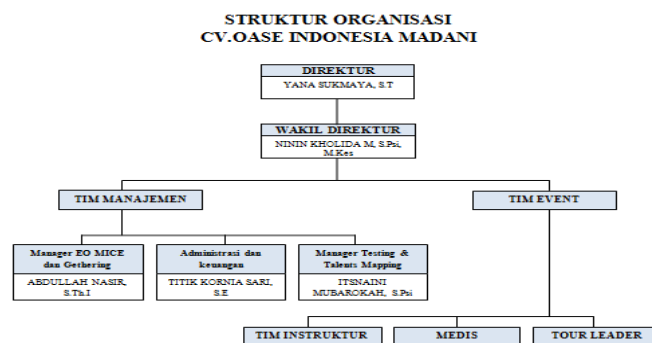 STRUKTUR ORGANISASI
CV.OASE INDONESIA MADANI
DIREKTUR
YANA SUKMAYA, S.T
WAKIL DIREKTUR
NININ KHOLIDA M, S.Psi,
M.Kes
TIM MANAJEMEN
TIM EVENT
Manager EO MICE
dan Gethering
ABDULLAH NASIR,
S.Th.I
Administrasi dan
keuangan
TITIK KORNIA SARI,
S.E
Manager Testing &
Talents Mapping
ITSNAINI
MUBAROKAH, S.Psi
TIM INSTRUKTUR
MEDIS
TOUR LEADER